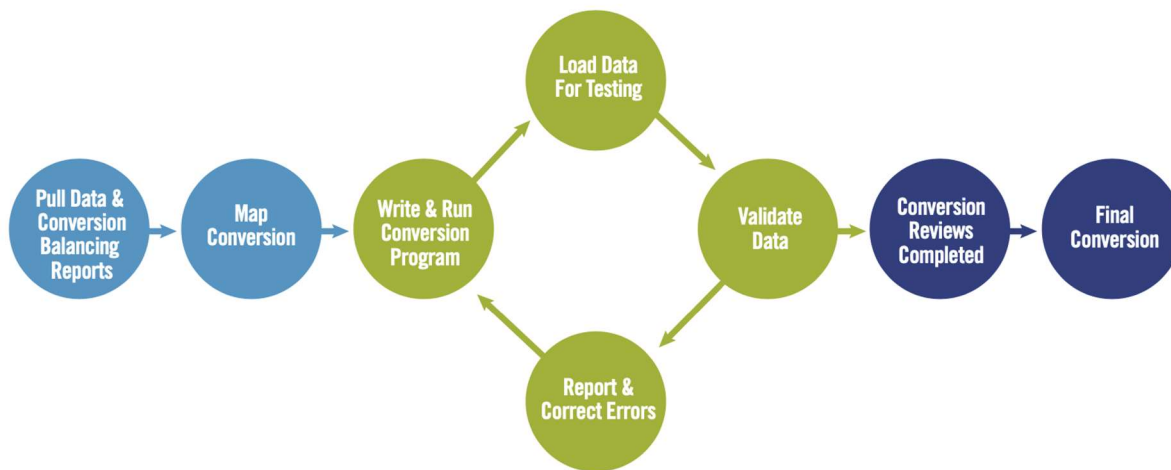 Pull Data &
Conversion
Balancing
Reports
Map
Conversion
Write & Run
Conversion
Program
Load Data
For Testing
Validate
Data
Report &
Correct Errors
Conversion
Reviews
Completed
Final
Conversion